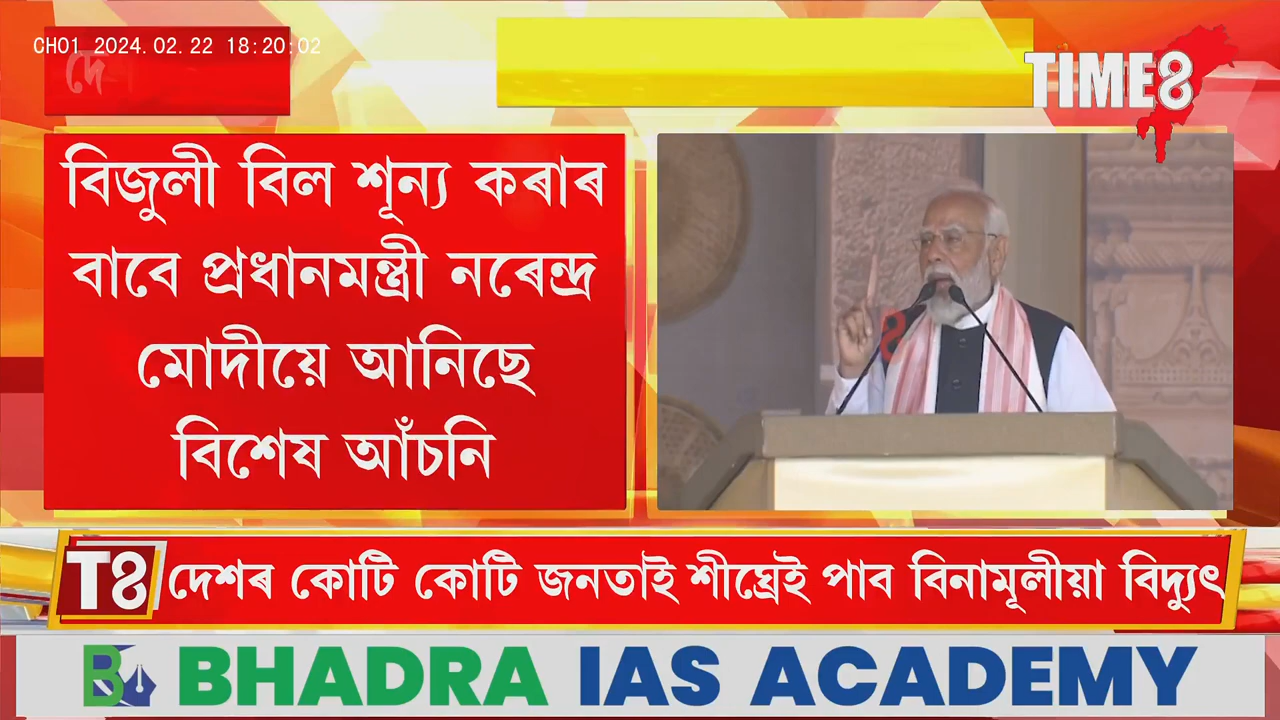 CH01 2024.02.22 18:20:02
দে
TIME8
বিজুলী বিল শূন্য কৰাৰ
বাবে প্ৰধানমন্ত্ৰী নৰেন্দ্ৰ
মোদীয়ে আনিছে
বিশেষ আঁচনি
T8 দেশৰ কোটি কোটি জনতাই শীঘ্ৰেই পাব বিনামূলীয়া বিদ্যুৎ
BHADRA IAS ACADEMY